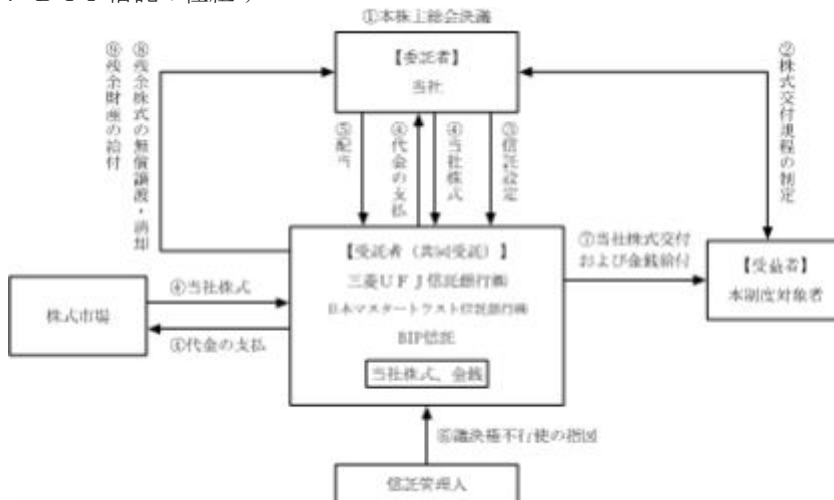 BIP信託の仕組み
①本株主総会決議
【委託者】
当社
⑨残余財産の給付
⑧残余株式の無償譲渡・消却
⑤配当
④代金の支払
④当社株式
③信託設定
②株式交付規程の制定
【受託者(共同受託)】
三菱UFJ信託銀行㈱
日本マスタートラスト信託銀行㈱
BIP信託
当社株式、金銭
⑦当社株式交付
および金銭給付
【受益者】
本制度対象者
株式市場
④当社株式
④代金の支払
⑥議決権不行使の指図
信託管理人